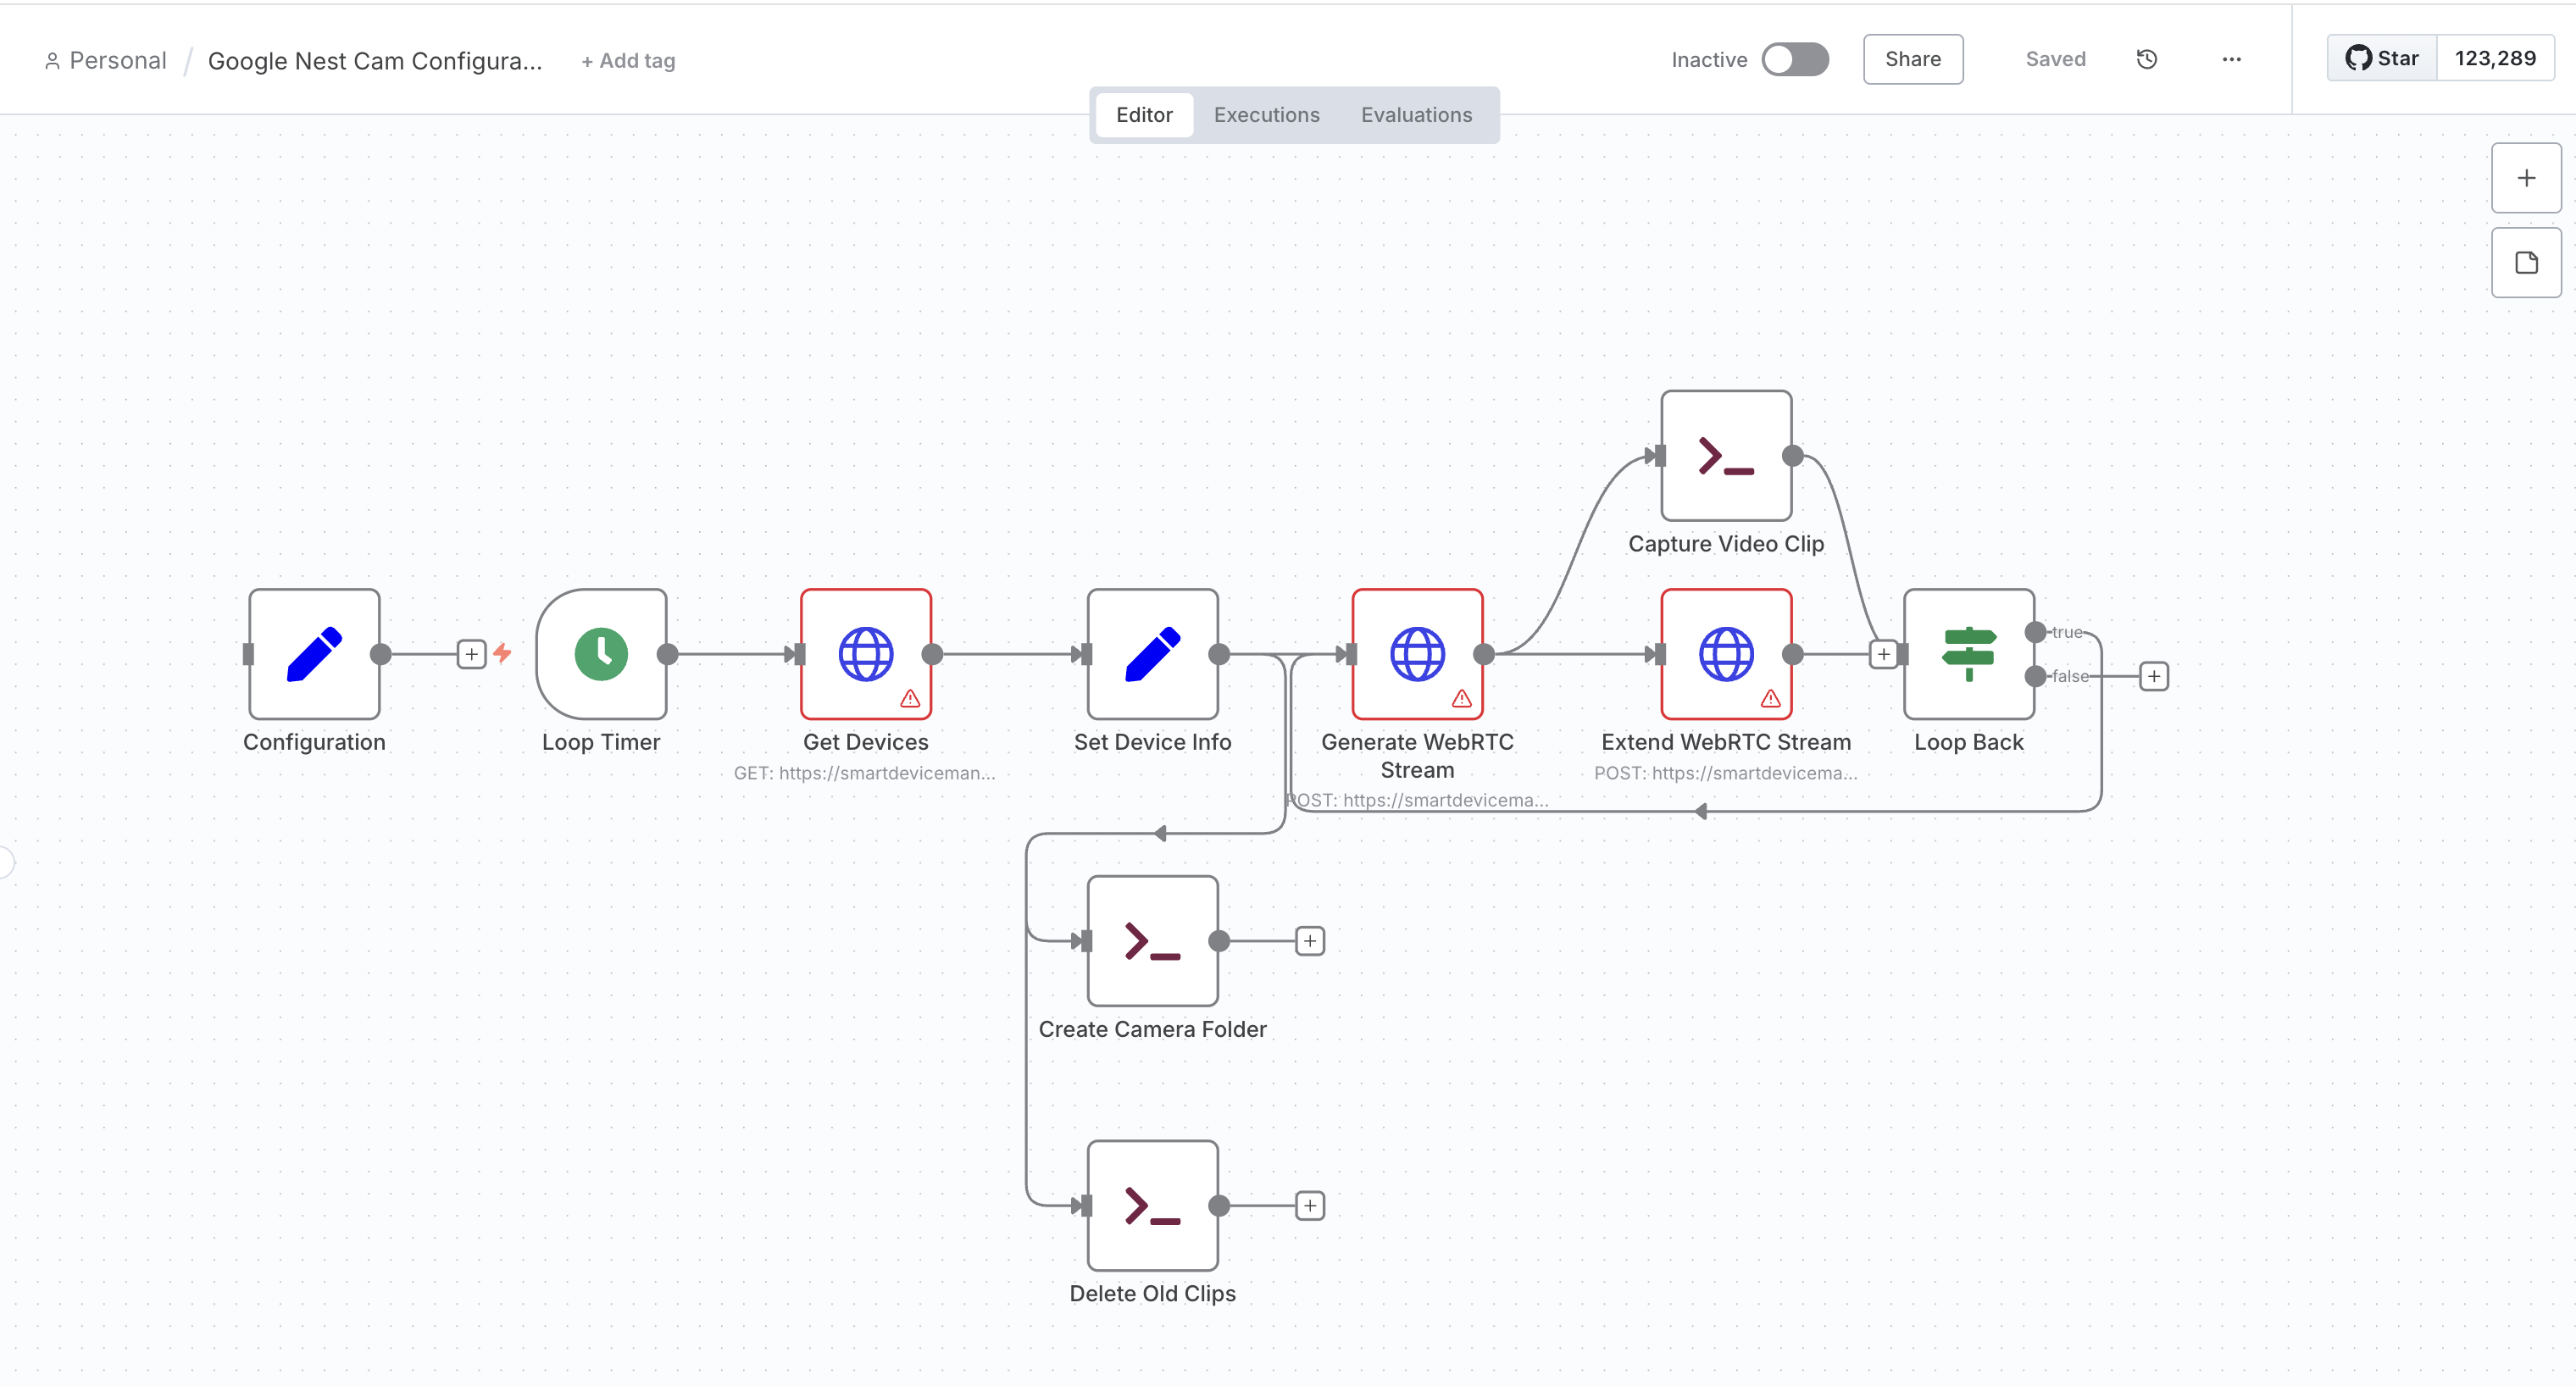 Personal / Google Nest Cam Configura... + Add tag
Inactive Share Saved Star 123,289
Editor Executions Evaluations
Capture Video Clip
true
false
Configuration
Loop Timer
Get Devices
GET: https://smartdeviceman...
Set Device Info
Generate WebRTC
Stream
POST: https://smartdevicema...
Extend WebRTC Stream
POST: https://smartdevicema...
Loop Back
Create Camera Folder
Delete Old Clips